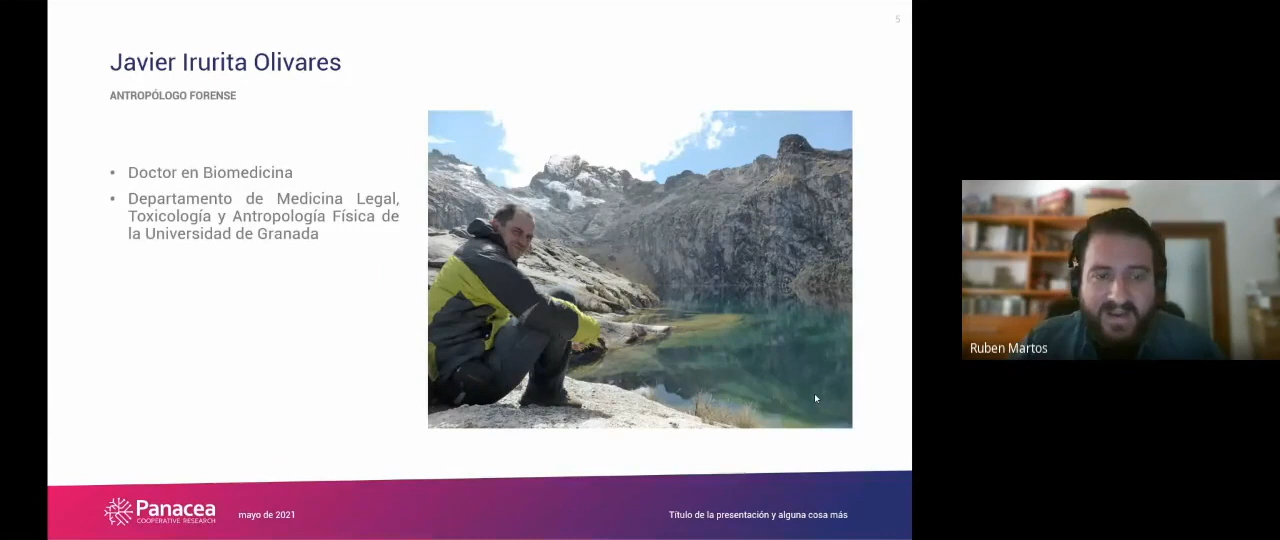 5
Javier Irurita Olivares
ANTROPÓLOGO FORENSE
• Doctor en Biomedicina
• Departamento de Medicina Legal,
Toxicología y Antropología Física de
la Universidad de Granada
Ruben Martos
Panacea
COOPERATIVE RESEARCH
mayo de 2021
Título de la presentación y alguna cosa más